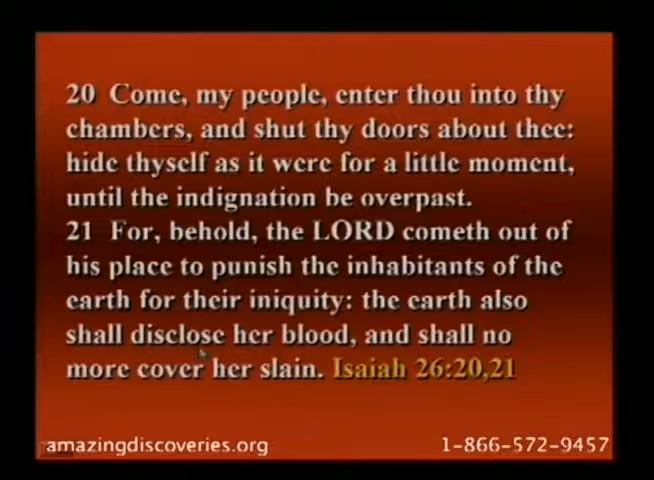 20 Come, my people, enter thou into thy
chambers, and shut thy doors about thee:
hide thyself as it were for a little moment,
until the indignation be overpast.
21 For, behold, the LORD cometh out of
his place to punish the inhabitants of the
earth for their iniquity: the earth also
shall disclose her blood, and shall no
more cover her slain. Isaiah 26:20,21
amazingdiscoveries.org 1-866-572-9457